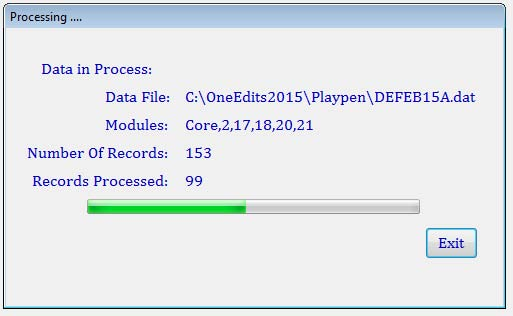 Processing ....
Data in Process:
Data File: C:\OneEdits2015\Playpen\DEFEB15A.dat
Modules: Core,2,17,18,20,21
Number Of Records: 153
Records Processed: 99
Exit